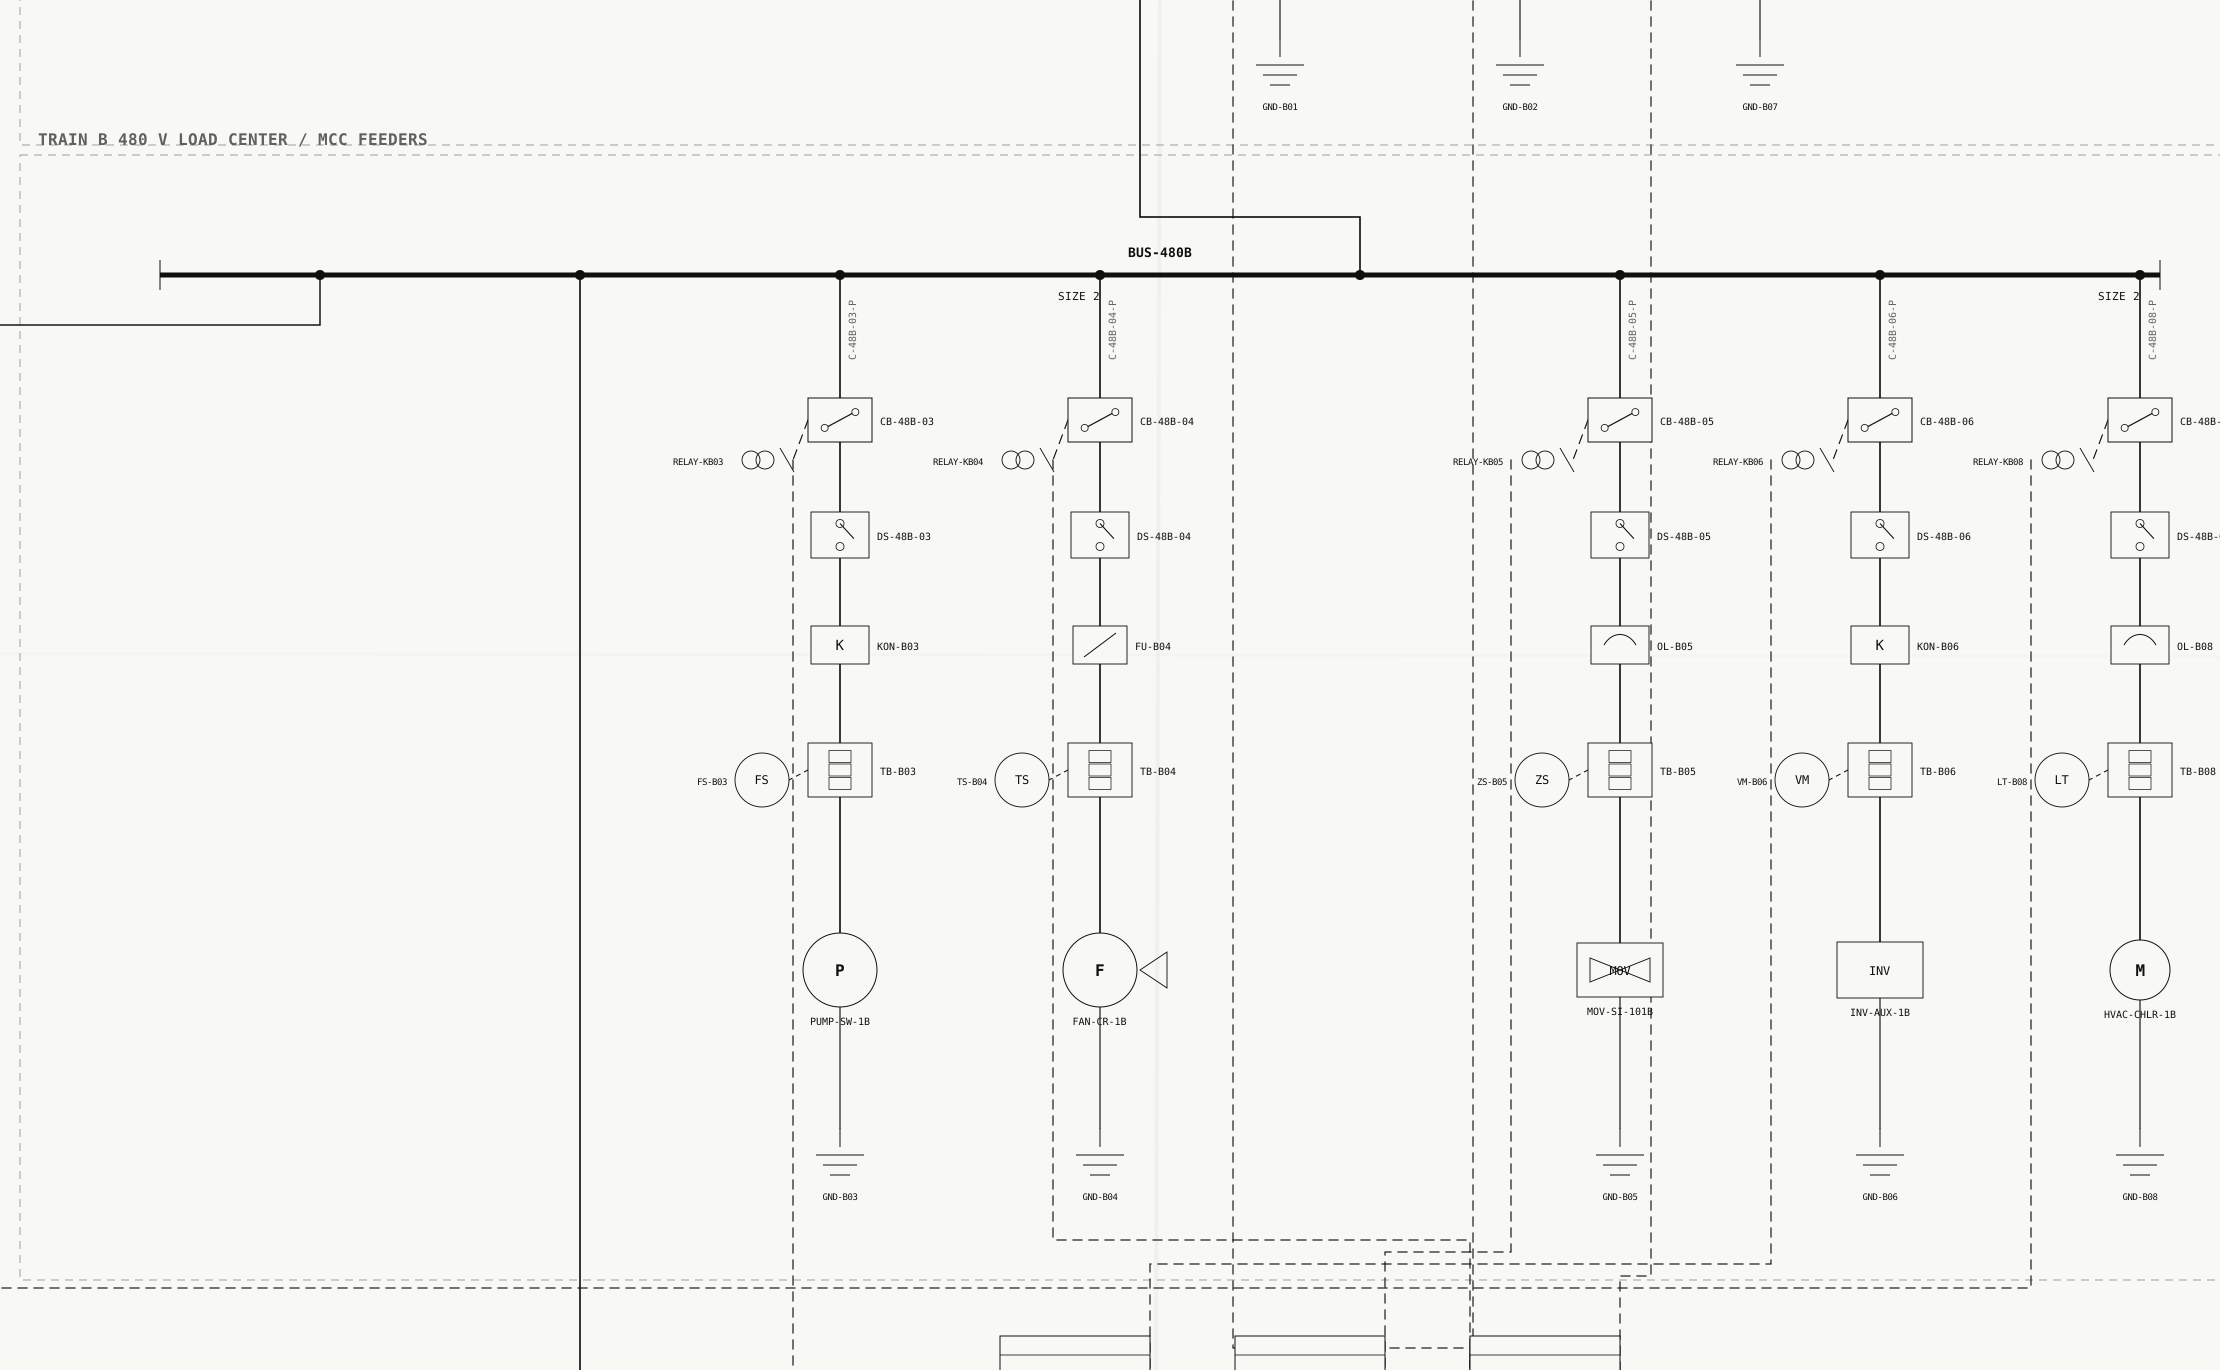 GND-B01
GND-B02
GND-B07
TRAIN B 480 V LOAD CENTER / MCC FEEDERS
BUS-480B
SIZE 2
SIZE 2
C-48B-03-P
C-48B-04-P
C-48B-05-P
C-48B-06-P
C-48B-08-P
CB-48B-03
CB-48B-04
CB-48B-05
CB-48B-06
CB-48B-
RELAY-KB03
RELAY-KB04
RELAY-KB05
RELAY-KB06
RELAY-KB08
DS-48B-03
DS-48B-04
DS-48B-05
DS-48B-06
DS-48B-
K
KON-B03
FU-B04
OL-B05
K
KON-B06
OL-B08
FS-B03
FS
TB-B03
TS-B04
TS
TB-B04
ZS-B05
ZS
TB-B05
VM-B06
VM
TB-B06
LT-B08
LT
TB-B08
P
F
MOV
INV
M
PUMP-SW-1B
FAN-CR-1B
MOV-SI-101B
INV-AUX-1B
HVAC-CHLR-1B
GND-B03
GND-B04
GND-B05
GND-B06
GND-B08